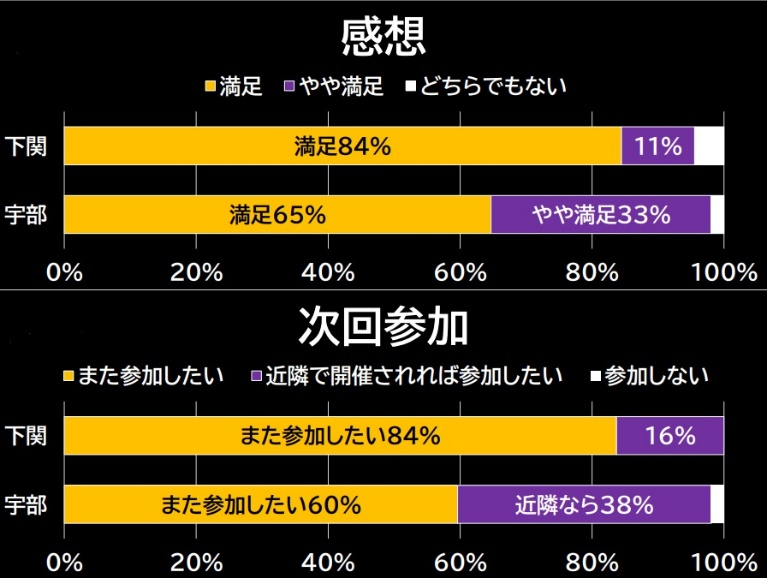 感想
満足 やや満足 どちらでもない
下関 満足84% 11%
宇部 満足65% やや満足33%
0% 20% 40% 60% 80% 100%
次回参加
また参加したい 近隣で開催されれば参加したい 参加しない
下関 また参加したい84% 16%
宇部 また参加したい60% 近隣なら38%
0% 20% 40% 60% 80% 100%